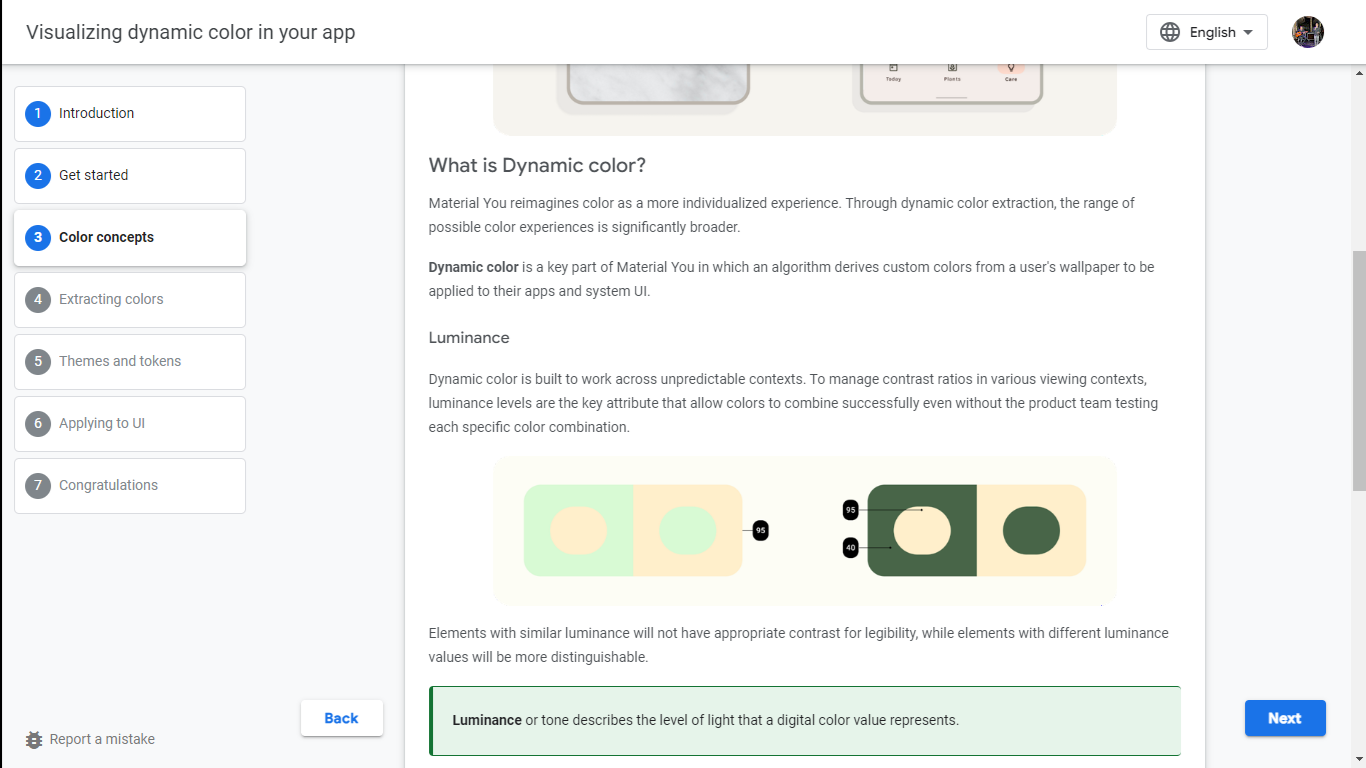 Visualizing dynamic color in your app
English
1 Introduction
2 Get started
3 Color concepts
4 Extracting colors
5 Themes and tokens
6 Applying to UI
7 Congratulations
Report a mistake
Today Plants Care
What is Dynamic color?
Material You reimagines color as a more individualized experience. Through dynamic color extraction, the range of
possible color experiences is significantly broader.
Dynamic color is a key part of Material You in which an algorithm derives custom colors from a user's wallpaper to be
applied to their apps and system UI.
Luminance
Dynamic color is built to work across unpredictable contexts. To manage contrast ratios in various viewing contexts,
luminance levels are the key attribute that allow colors to combine successfully even without the product team testing
each specific color combination.
95
95
40
Elements with similar luminance will not have appropriate contrast for legibility, while elements with different luminance
values will be more distinguishable.
Luminance or tone describes the level of light that a digital color value represents.
Back
Next